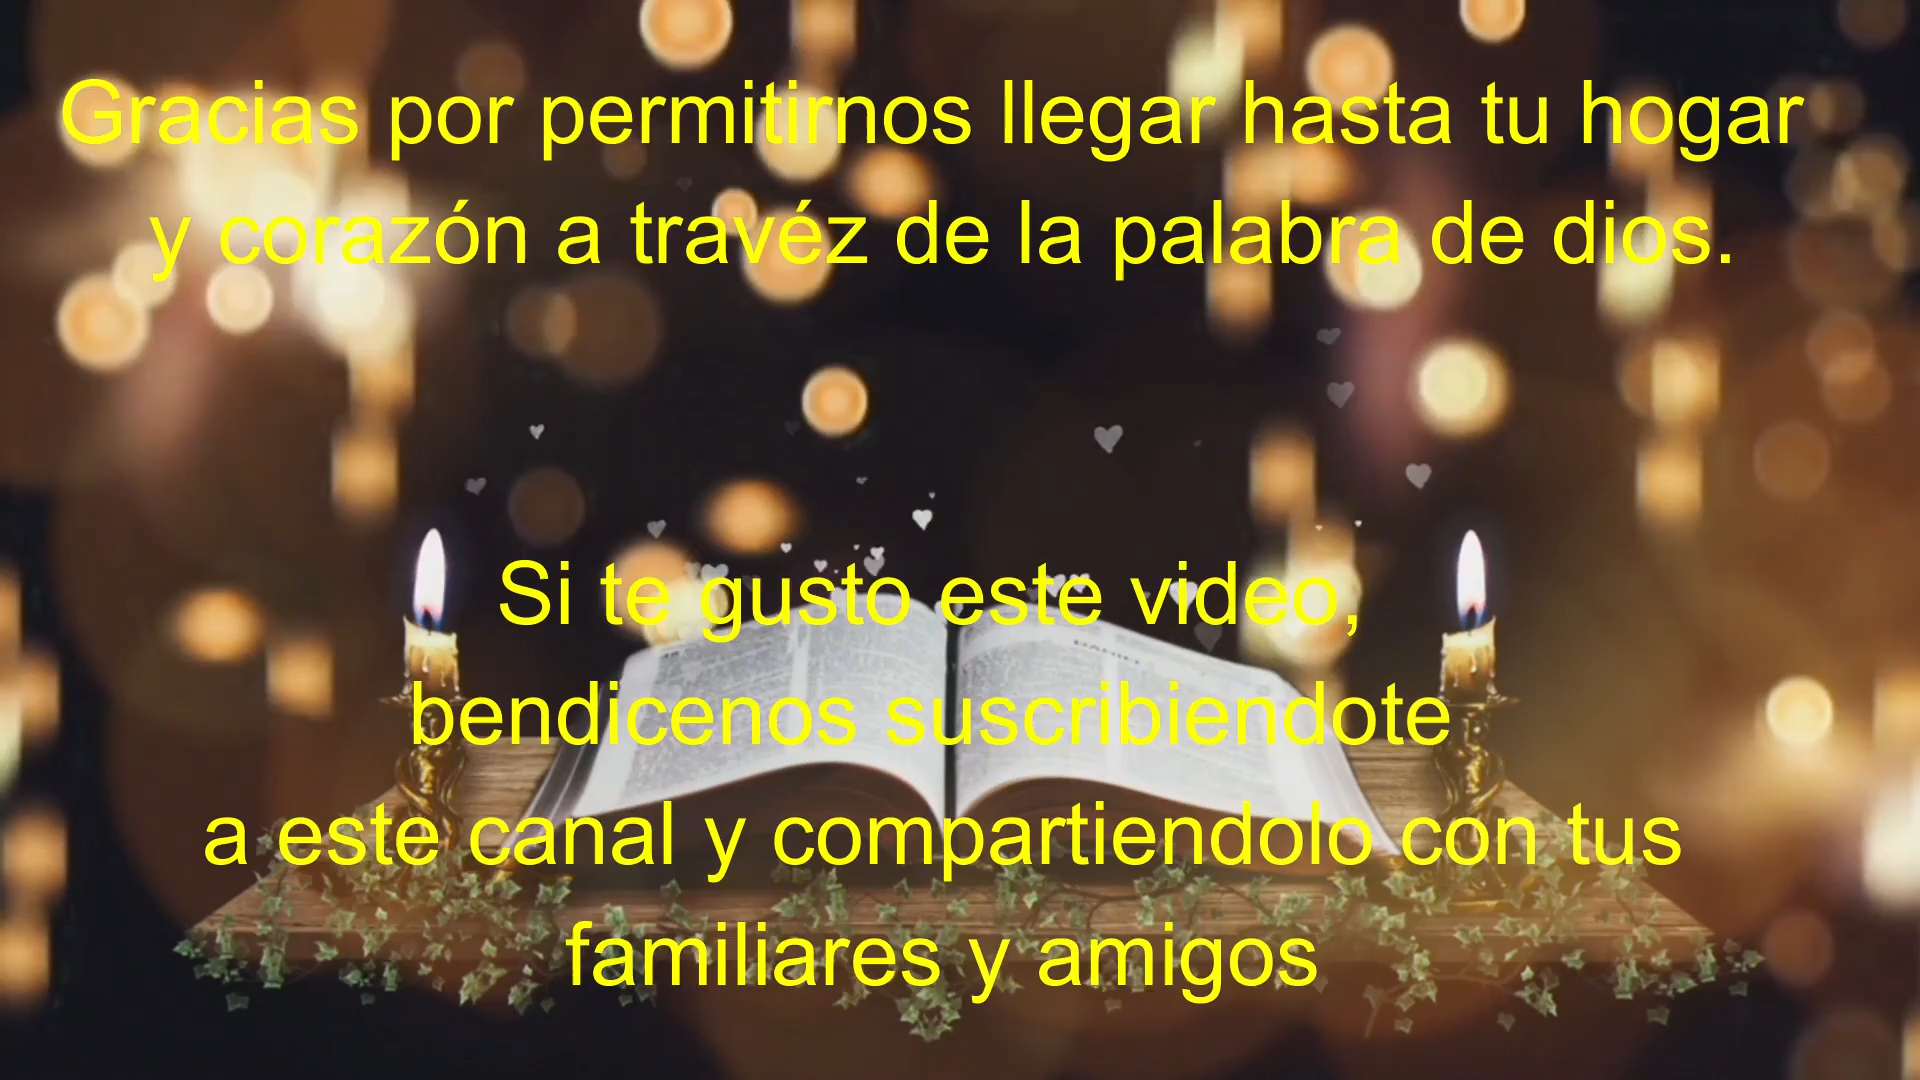 Gracias por permitirnos llegar hasta tu hogar
y corazón a travéz de la palabra de dios.
Si te gusto este video,
bendicenos suscribiendote
a este canal y compartiendolo con tus
familiares y amigos
DANIEL